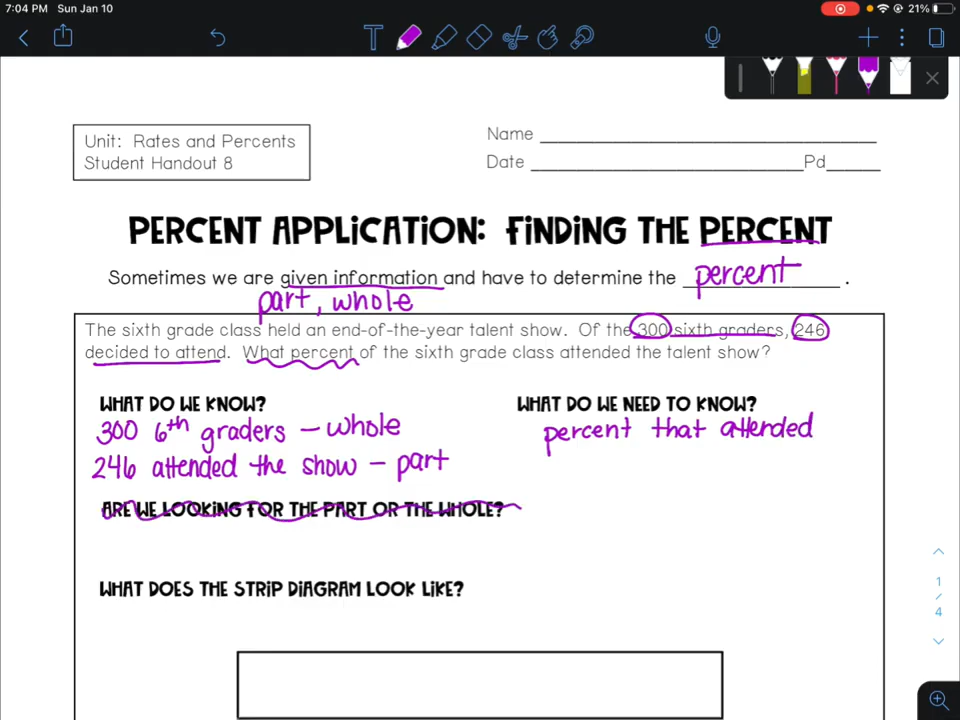 7:04 PM Sun Jan 10 21%
Unit: Rates and Percents
Student Handout 8
Name
Date Pd
PERCENT APPLICATION: FINDING THE PERCENT
Sometimes we are given information and have to determine the percent.
part, whole
The sixth grade class held an end-of-the-year talent show. Of the 300 sixth graders, 246
decided to attend. What percent of the sixth grade class attended the talent show?
WHAT DO WE KNOW? WHAT DO WE NEED TO KNOW?
300 6th graders – whole percent that attended
246 attended the show – part
ARE WE LOOKING FOR THE PART OR THE WHOLE?
WHAT DOES THE STRIP DIAGRAM LOOK LIKE?
1
/
4